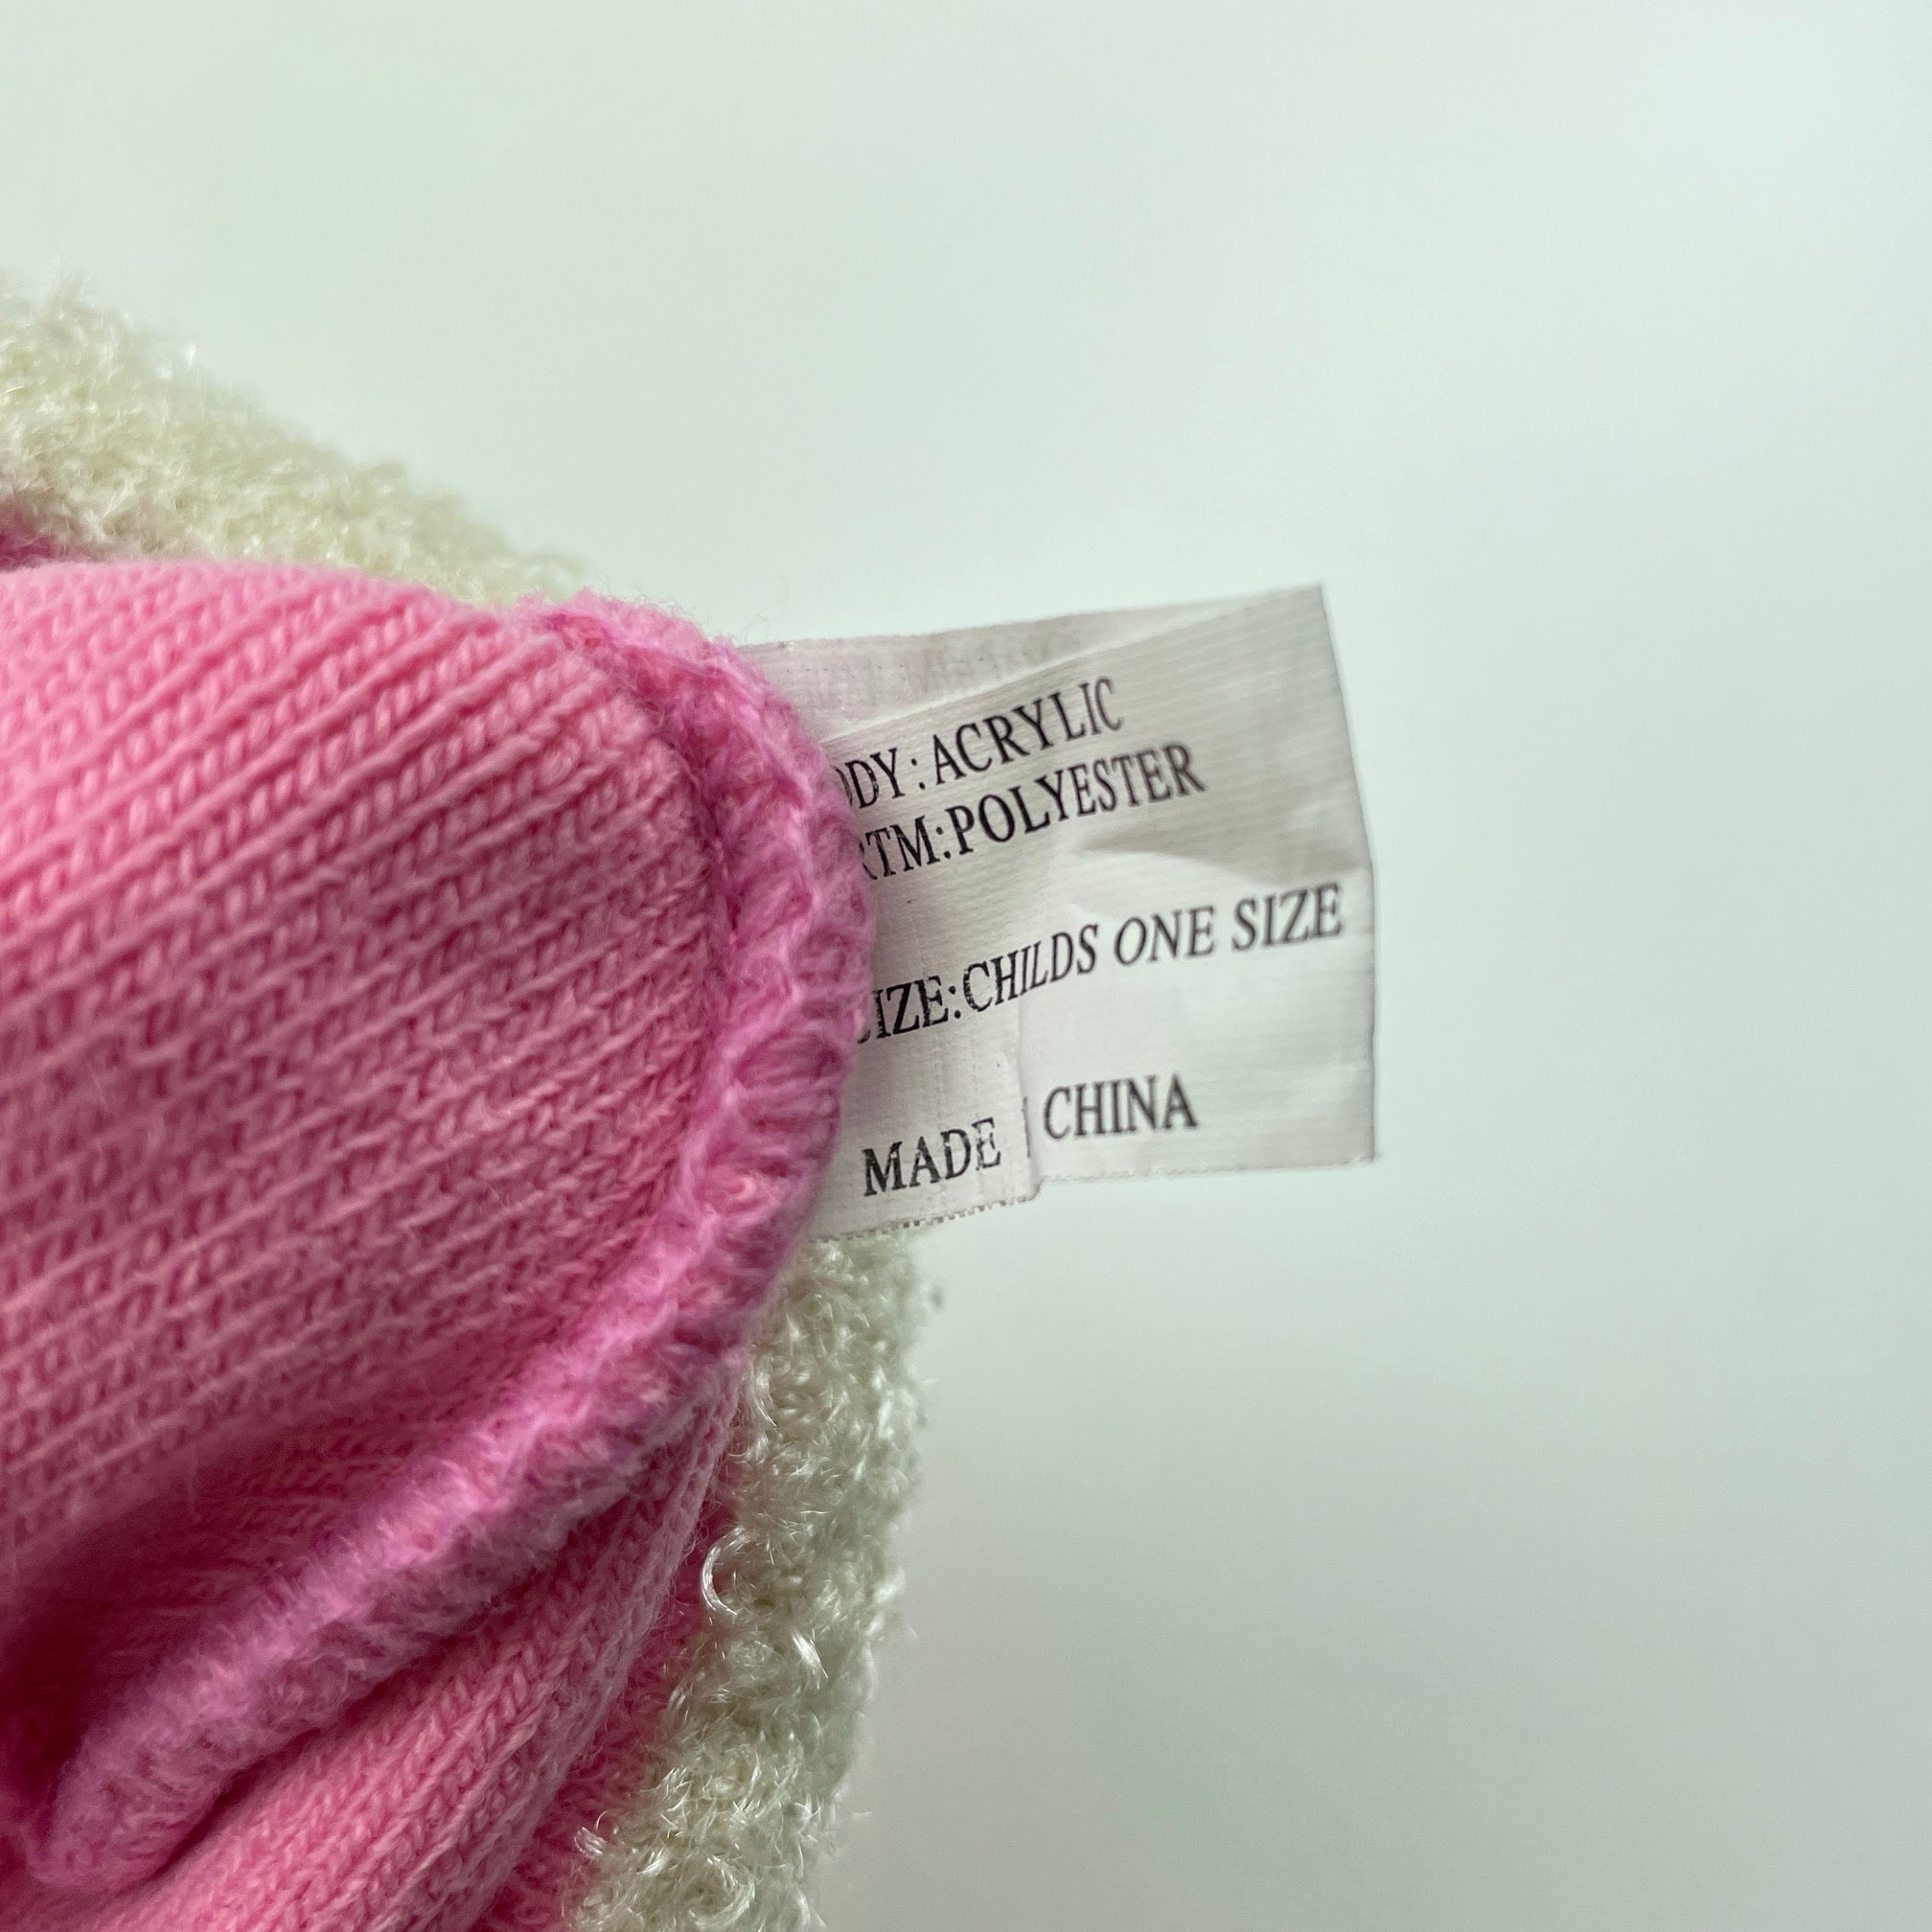 ODY:ACRYLIC
RTM:POLYESTER
SIZE:CHILDS ONE SIZE
MADE CHINA